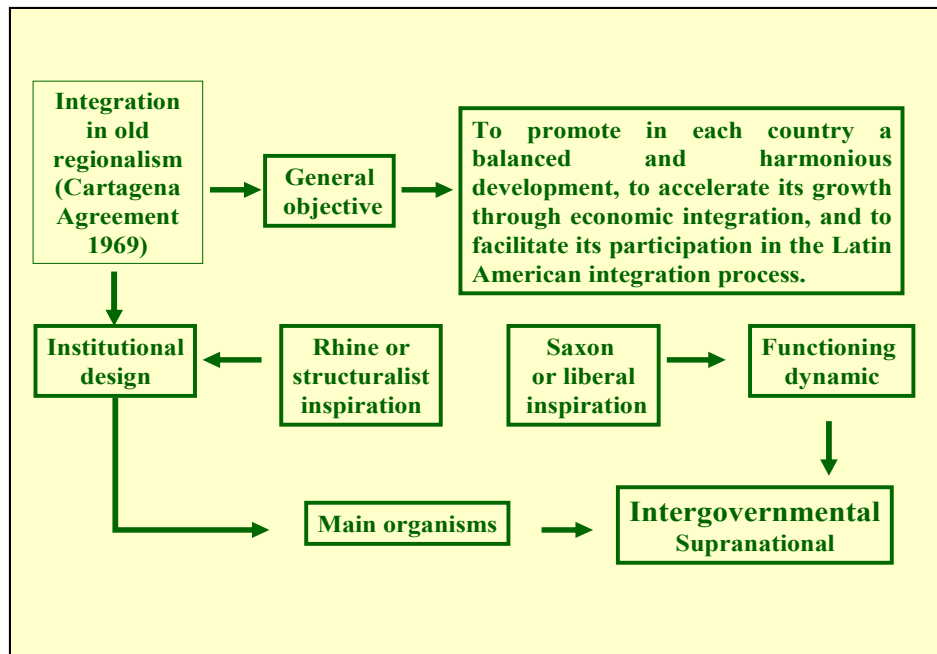 Integration
in old
regionalism
(Cartagena
Agreement
1969)
General
objective
To promote in each country a
balanced and harmonious
development, to accelerate its growth
through economic integration, and to
facilitate its participation in the Latin
American integration process.
Institutional
design
Rhine or
structuralist
inspiration
Saxon
or liberal
inspiration
Functioning
dynamic
Main organisms
Intergovernmental
Supranational